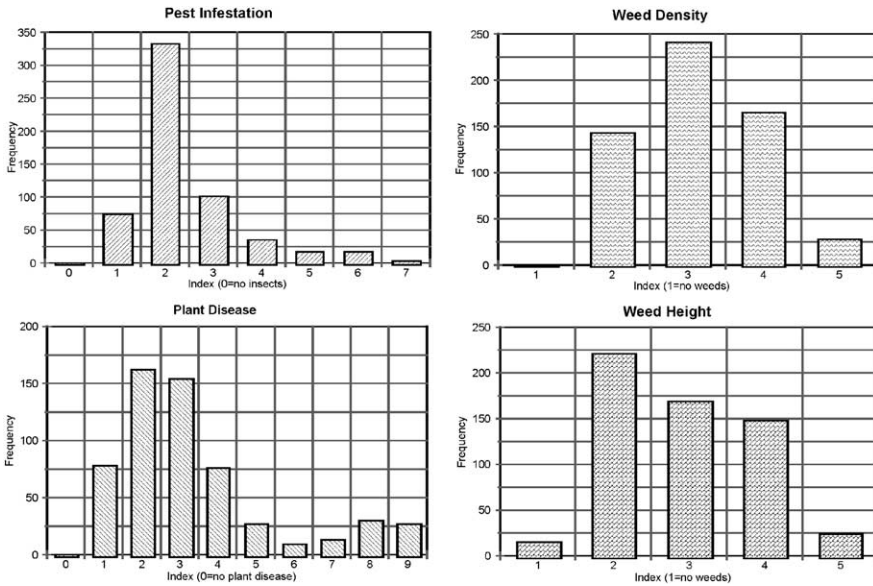 Pest Infestation
350
300
250
200
150
100
50
0
Frequency
0 1 2 3 4 5 6 7
Index (0=no insects)
Weed Density
250
200
150
100
50
0
Frequency
1 2 3 4 5
Index (1=no weeds)
Plant Disease
200
150
100
50
0
Frequency
0 1 2 3 4 5 6 7 8 9
Index (0=no plant disease)
Weed Height
250
200
150
100
50
0
Frequency
1 2 3 4 5
Index (1=no weeds)